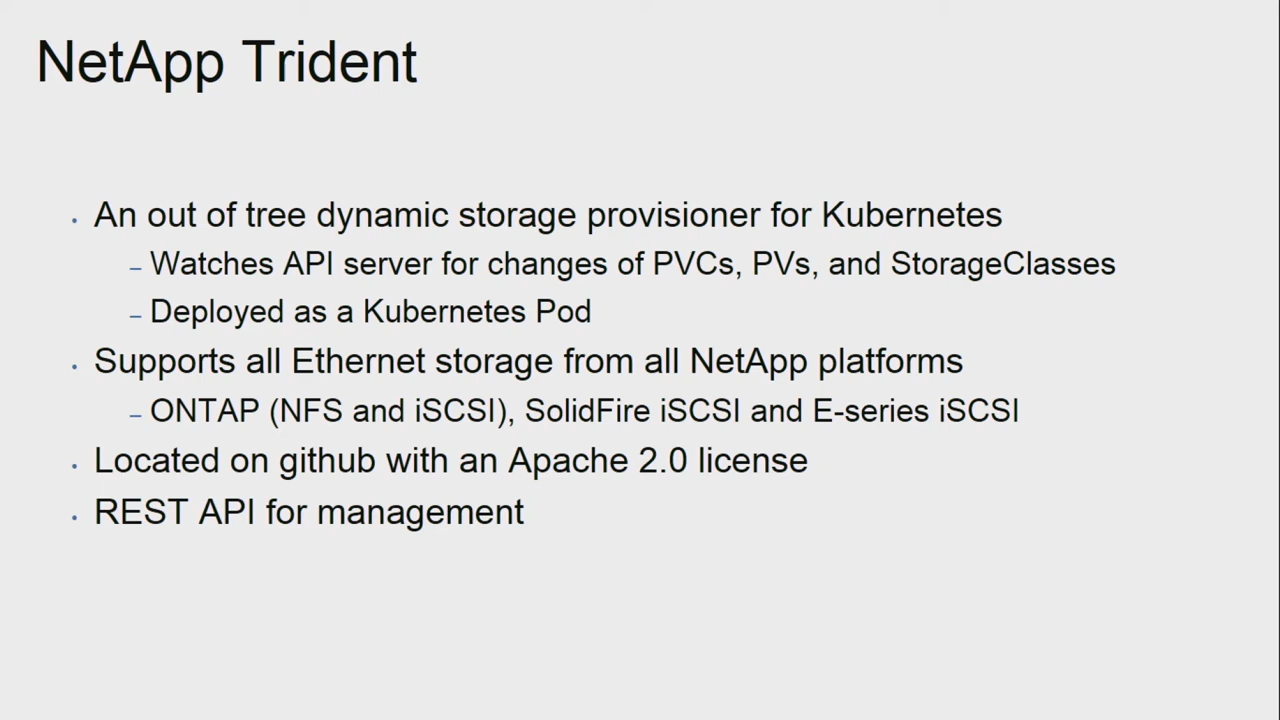 NetApp Trident
· An out of tree dynamic storage provisioner for Kubernetes
– Watches API server for changes of PVCs, PVs, and StorageClasses
– Deployed as a Kubernetes Pod
· Supports all Ethernet storage from all NetApp platforms
– ONTAP (NFS and iSCSI), SolidFire iSCSI and E-series iSCSI
· Located on github with an Apache 2.0 license
· REST API for management